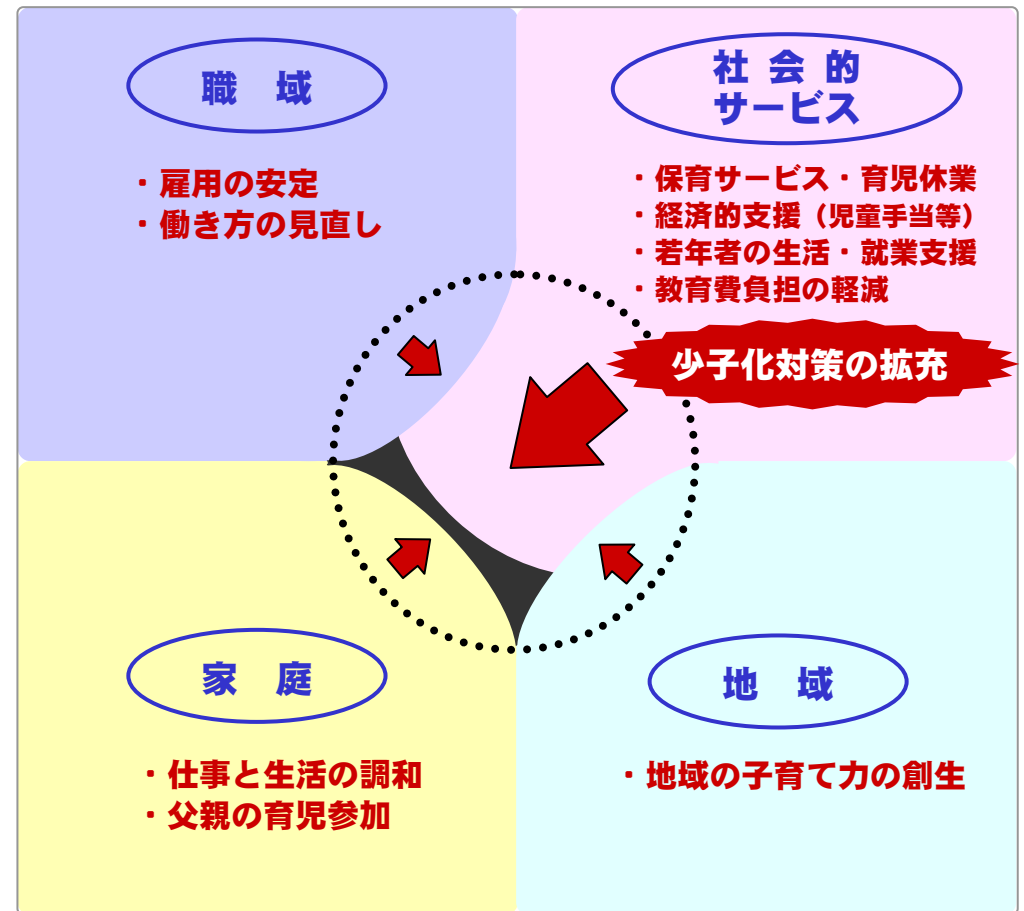 職 域
・雇用の安定
・働き方の見直し
社 会 的
サービス
・保育サービス・育児休業
・経済的支援（児童手当等）
・若年者の生活・就業支援
・教育費負担の軽減
少子化対策の拡充
家 庭
・仕事と生活の調和
・父親の育児参加
地 域
・地域の子育て力の創生